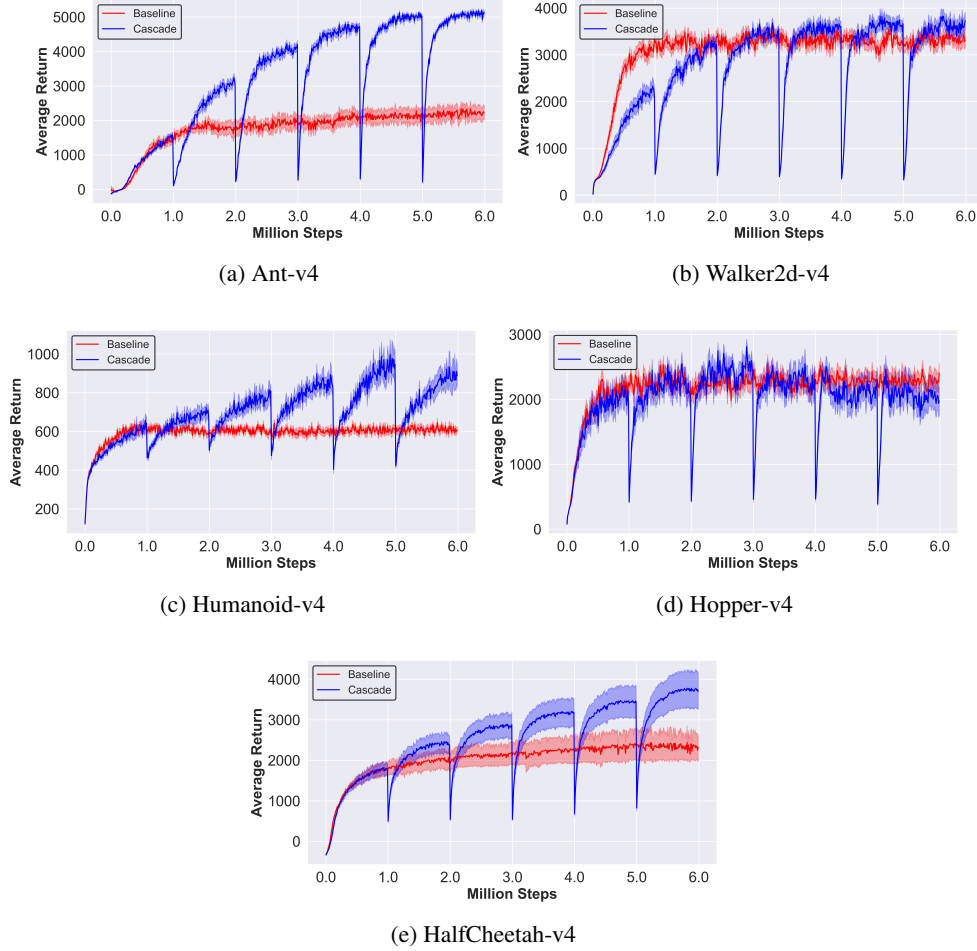 Baseline
Cascade
Average Return
5000
4000
3000
2000
1000
0
0.0 1.0 2.0 3.0 4.0 5.0 6.0
Million Steps
(a) Ant-v4
Baseline
Cascade
Average Return
4000
3000
2000
1000
0
0.0 1.0 2.0 3.0 4.0 5.0 6.0
Million Steps
(b) Walker2d-v4
Baseline
Cascade
Average Return
1000
800
600
400
200
0.0 1.0 2.0 3.0 4.0 5.0 6.0
Million Steps
(c) Humanoid-v4
Baseline
Cascade
Average Return
3000
2000
1000
0
0.0 1.0 2.0 3.0 4.0 5.0 6.0
Million Steps
(d) Hopper-v4
Baseline
Cascade
Average Return
4000
3000
2000
1000
0
0.0 1.0 2.0 3.0 4.0 5.0 6.0
Million Steps
(e) HalfCheetah-v4